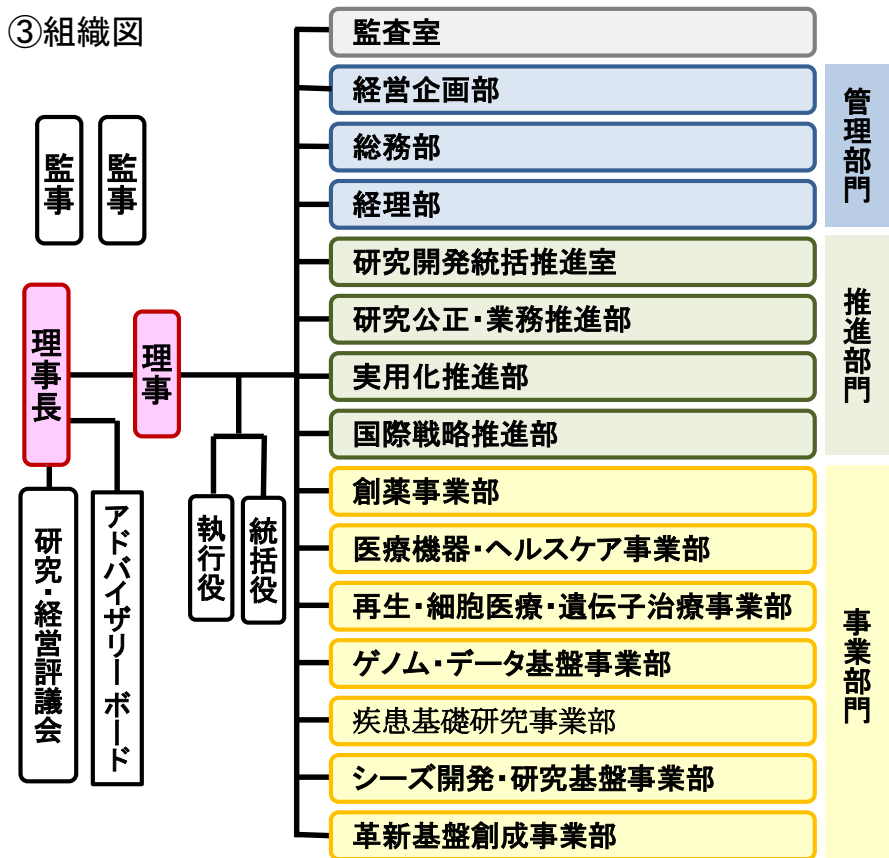 ③組織図
監事
監事
理事長
理事
研究・経営評議会
アドバイザリーボード
執行役
統括役
監査室
経営企画部
総務部
経理部
管理部門
研究開発統括推進室
研究公正・業務推進部
実用化推進部
国際戦略推進部
推進部門
創薬事業部
医療機器・ヘルスケア事業部
再生・細胞医療・遺伝子治療事業部
ゲノム・データ基盤事業部
疾患基礎研究事業部
シーズ開発・研究基盤事業部
革新基盤創成事業部
事業部門